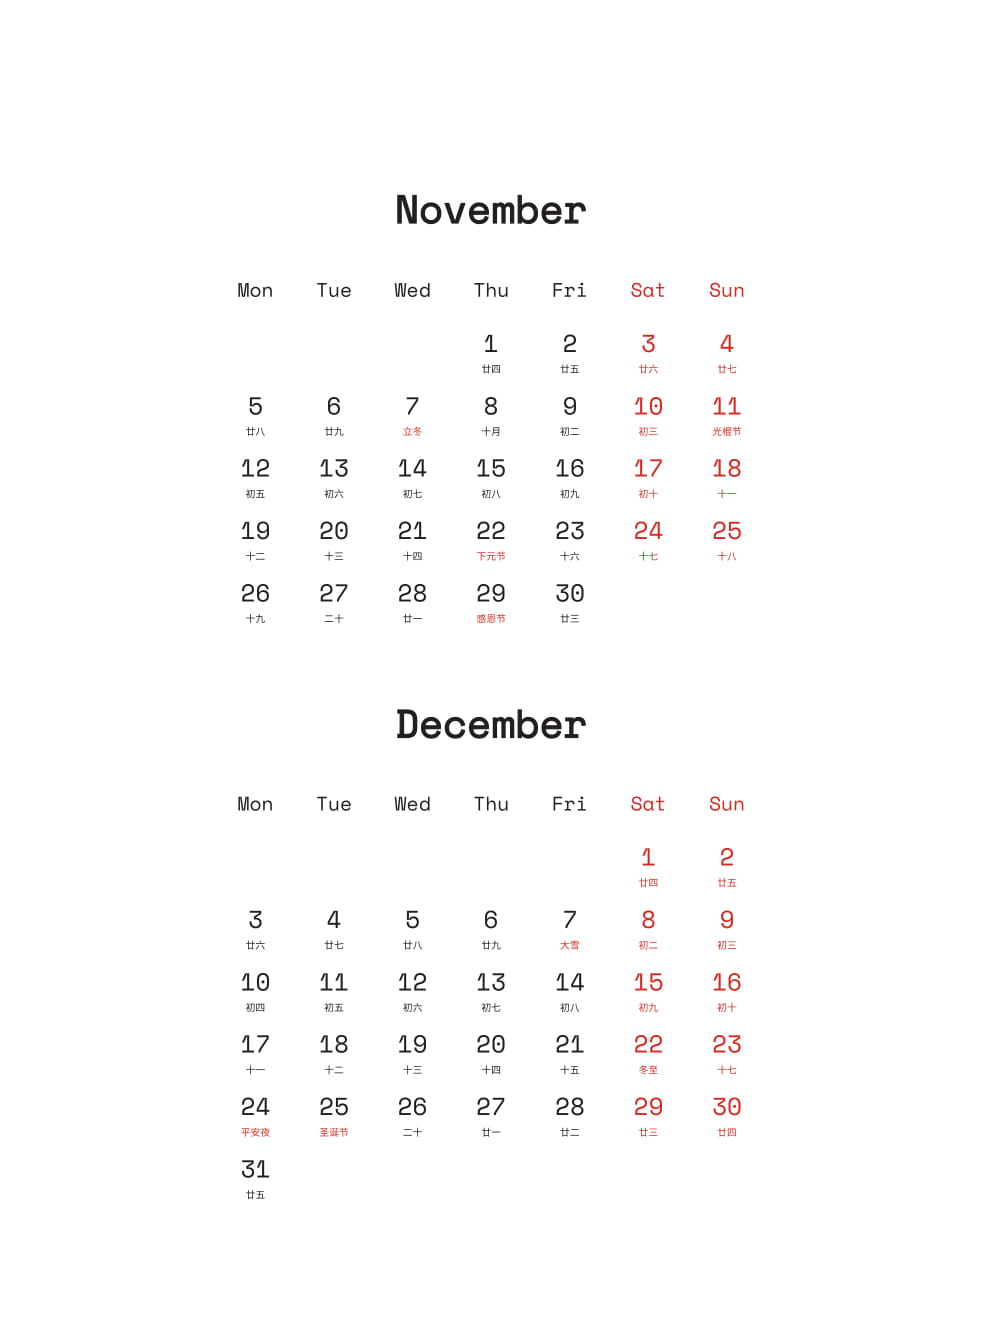 November
Mon Tue Wed Thu Fri Sat Sun
1 2 3 4
廿四 廿五 廿六 廿七
5 6 7 8 9 10 11
廿八 廿九 立冬 十月 初二 初三 光棍节
12 13 14 15 16 17 18
初五 初六 初七 初八 初九 初十 十一
19 20 21 22 23 24 25
十二 十三 十四 下元节 十六 十七 十八
26 27 28 29 30
十九 二十 廿一 感恩节 廿三
December
Mon Tue Wed Thu Fri Sat Sun
1 2
廿四 廿五
3 4 5 6 7 8 9
廿六 廿七 廿八 廿九 大雪 初二 初三
10 11 12 13 14 15 16
初四 初五 初六 初七 初八 初九 初十
17 18 19 20 21 22 23
十一 十二 十三 十四 十五 冬至 十七
24 25 26 27 28 29 30
平安夜 圣诞节 二十 廿一 廿二 廿三 廿四
31
廿五